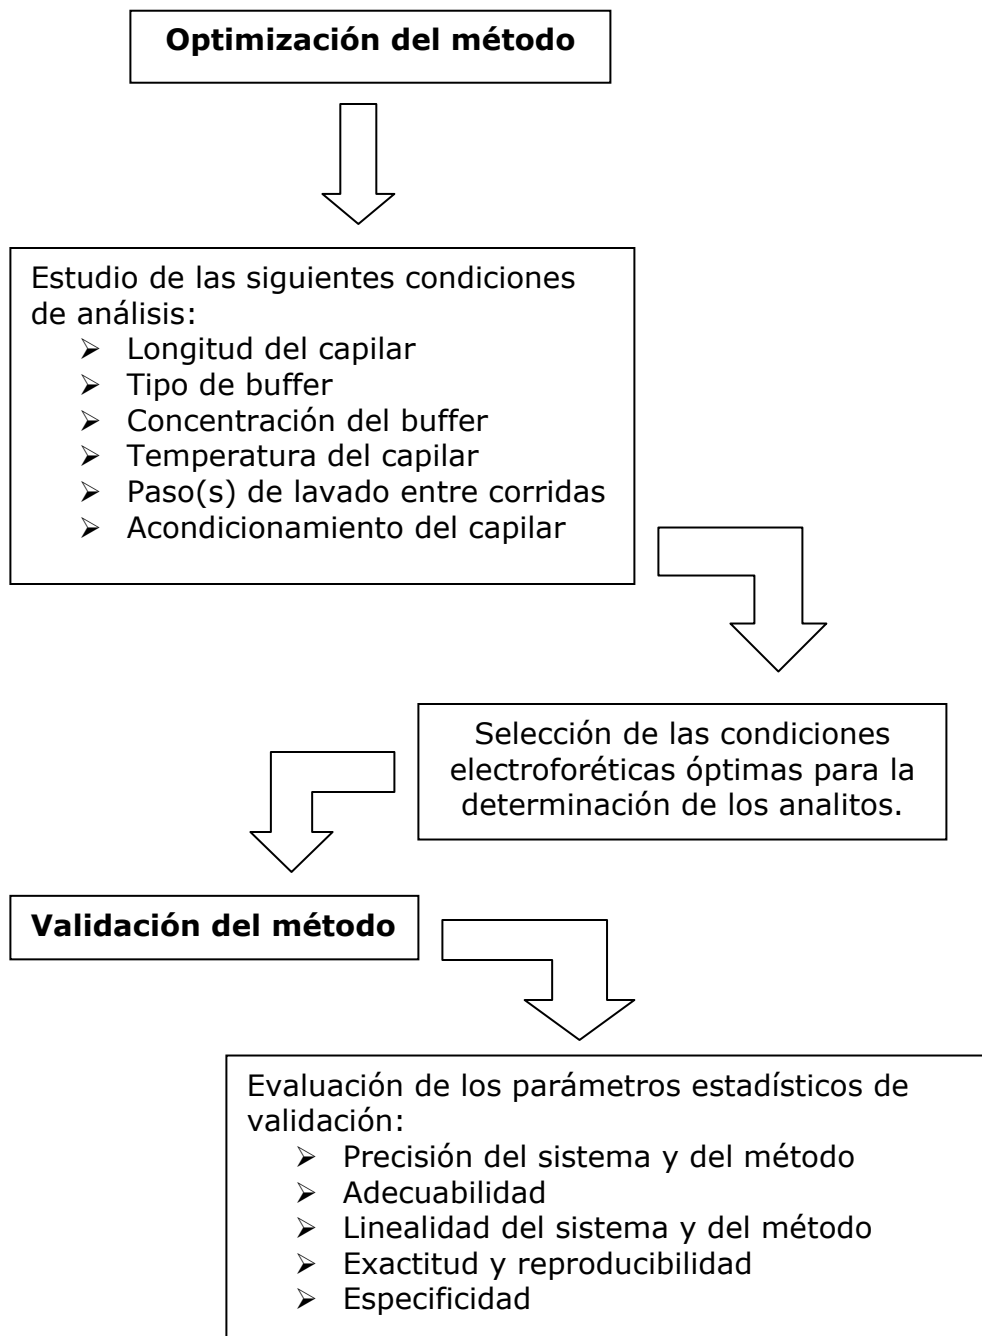 Optimización del método
Estudio de las siguientes condiciones
de análisis:
➢ Longitud del capilar
➢ Tipo de buffer
➢ Concentración del buffer
➢ Temperatura del capilar
➢ Paso(s) de lavado entre corridas
➢ Acondicionamiento del capilar
Selección de las condiciones
electroforéticas óptimas para la
determinación de los analitos.
Validación del método
Evaluación de los parámetros estadísticos de
validación:
➢ Precisión del sistema y del método
➢ Adecuabilidad
➢ Linealidad del sistema y del método
➢ Exactitud y reproducibilidad
➢ Especificidad